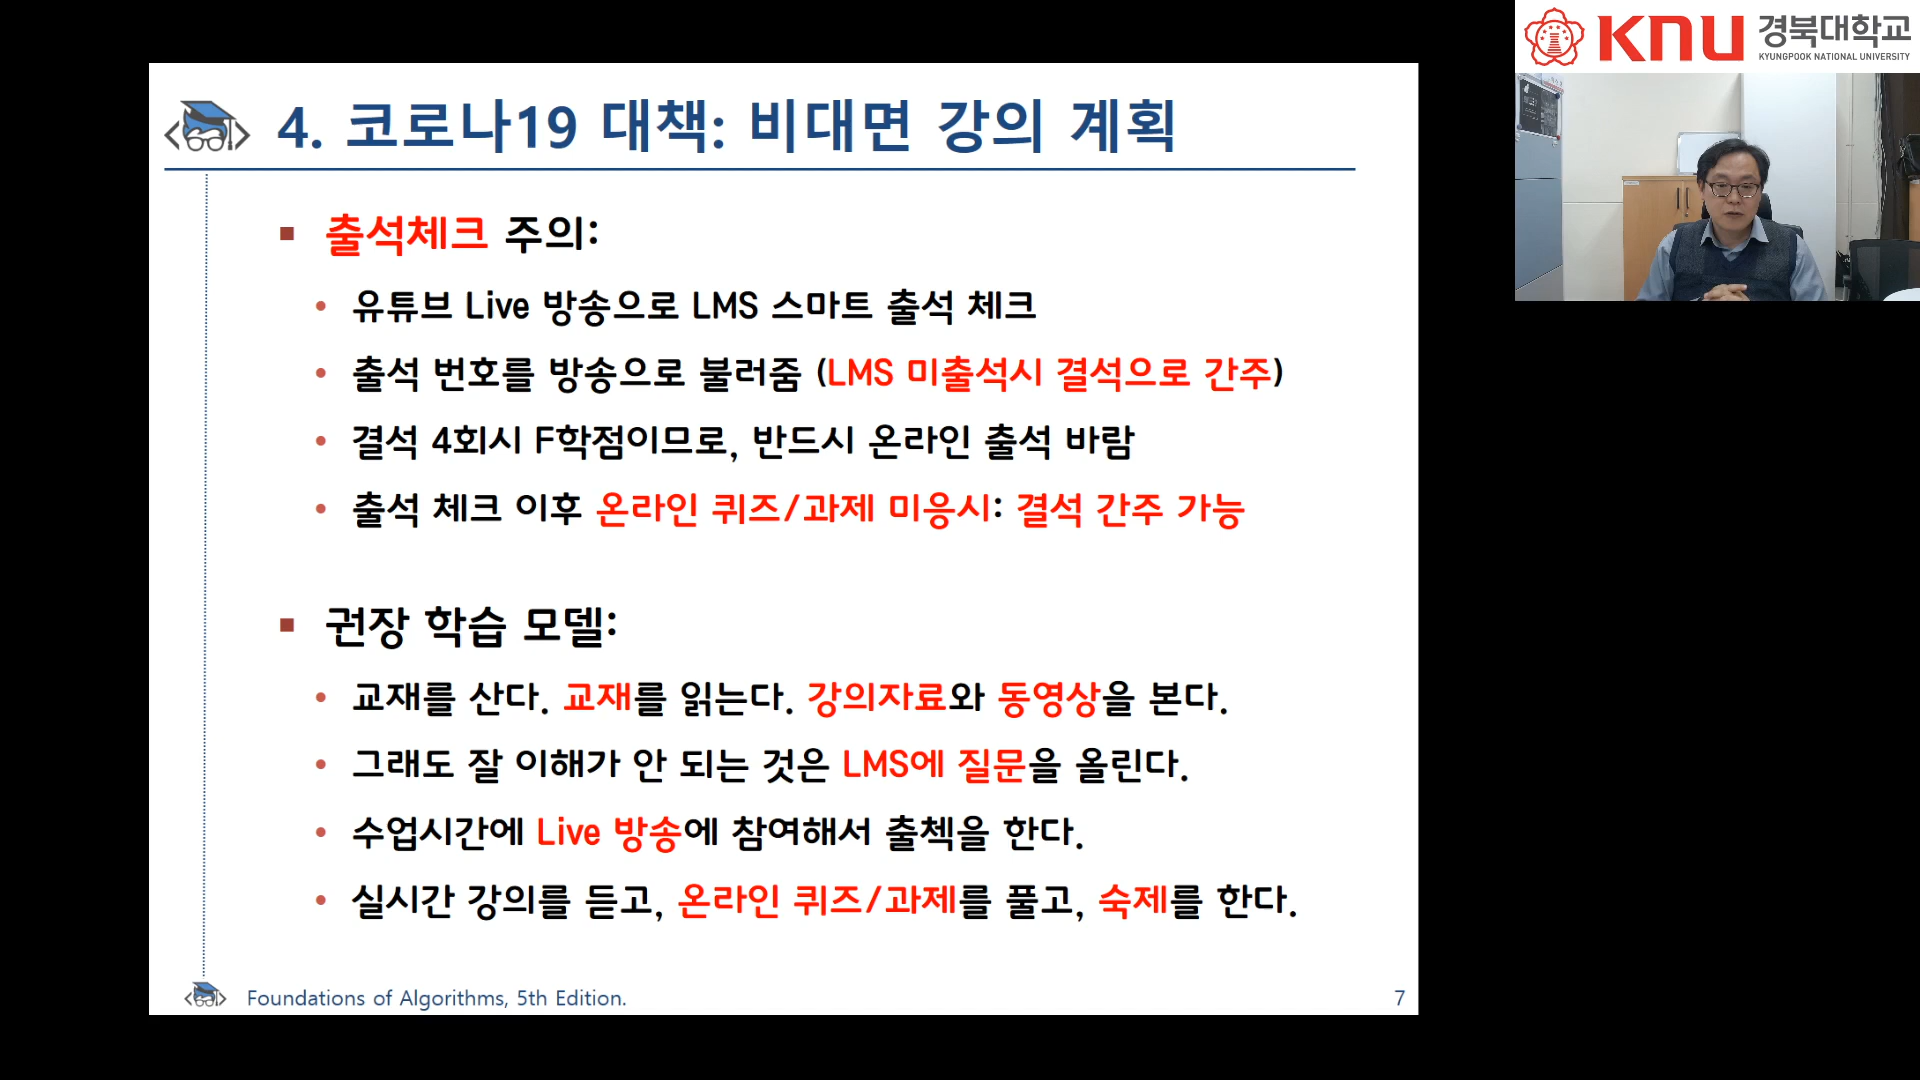 KNU 경북대학교
KYUNGPOOK NATIONAL UNIVERSITY
4. 코로나19 대책: 비대면 강의 계획
출석체크 주의:
유튜브 Live 방송으로 LMS 스마트 출석 체크
출석 번호를 방송으로 불러줌 (LMS 미출석시 결석으로 간주)
결석 4회시 F학점이므로, 반드시 온라인 출석 바람
출석 체크 이후 온라인 퀴즈/과제 미응시: 결석 간주 가능
권장 학습 모델:
교재를 산다. 교재를 읽는다. 강의자료와 동영상을 본다.
그래도 잘 이해가 안 되는 것은 LMS에 질문을 올린다.
수업시간에 Live 방송에 참여해서 출첵을 한다.
실시간 강의를 듣고, 온라인 퀴즈/과제를 풀고, 숙제를 한다.
Foundations of Algorithms, 5th Edition.
7